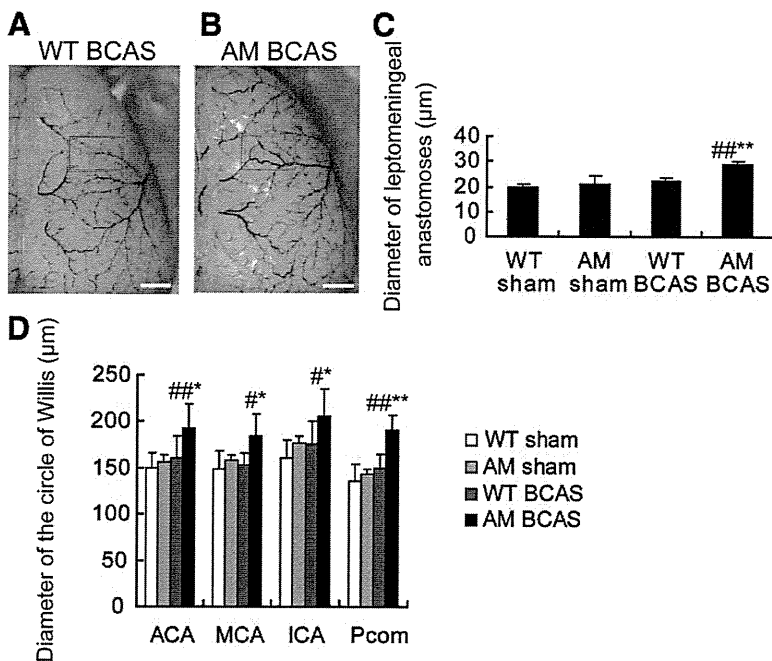 A
WT BCAS
B
AM BCAS
C
Diameter of leptomeningeal
anastomoses (μm)
40
30
20
10
0
##**
WT
sham
AM
sham
WT
BCAS
AM
BCAS
D
Diameter of the circle of Willis (μm)
250
200
150
100
50
0
##*
#*
#*
##**
ACA
MCA
ICA
Pcom
WT sham
AM sham
WT BCAS
AM BCAS